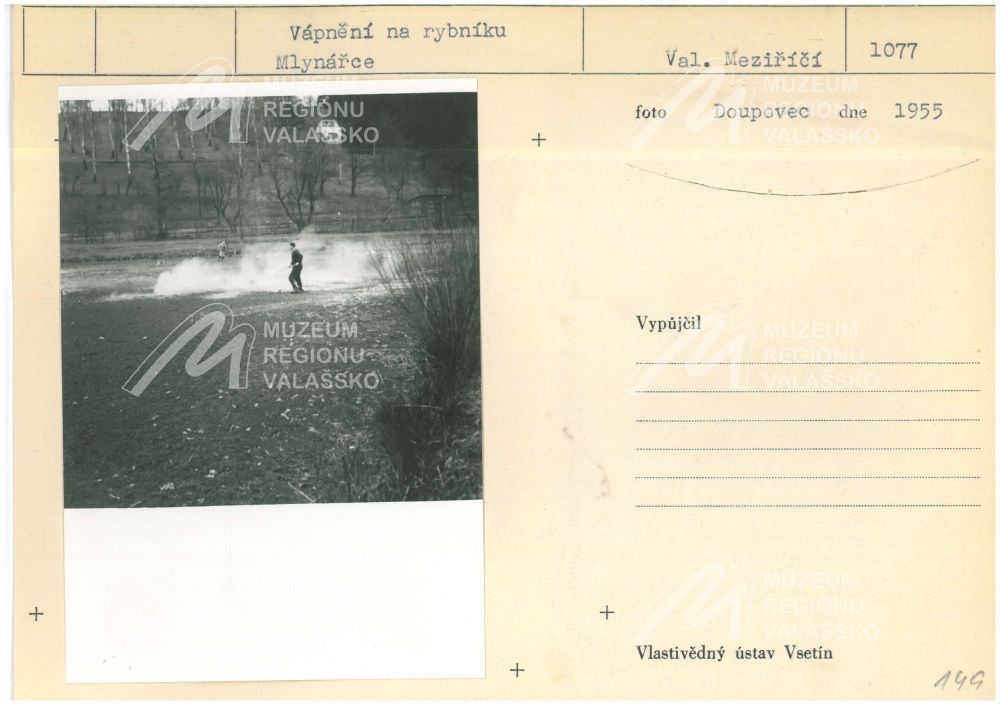 Vápnění na rybníku
Mlynářce
Val. Meziříčí
1077
foto Doupovec dne 1955
MUZEUM
REGIONU
VALAŠSKO
MUZEUM
REGIONU
VALAŠSKO
Vypůjčil
MUZEUM
REGIONU
VALAŠSKO
MUZEUM
REGIONU
VALAŠSKO
MUZEUM
REGIONU
VALAŠSKO
Vlastivědný ústav Vsetín
149